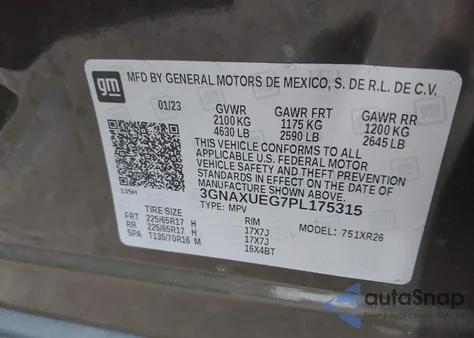 gm
MFD BY GENERAL MOTORS DE MEXICO, S. DE R.L. DE C.V.
01/23 GVWR GAWR FRT GAWR RR
2100 KG 1175 KG 1200 KG
4630 LB 2590 LB 2645 LB
THIS VEHICLE CONFORMS TO ALL
APPLICABLE U.S. FEDERAL MOTOR
VEHICLE SAFETY AND THEFT
PREVENTION STANDARDS IN EFFECT
ON THE DATE OF MANUFACTURE
SHOWN ABOVE.
135H
3GNAXUEG7PL175315
TYPE: MPV
TIRE SIZE RIM MODEL: 751XR26
FRT 225/65R17 H 17X7J
RR 225/65R17 H 17X7J
SPA T135/70R16 M 16X4BT
autoSnap